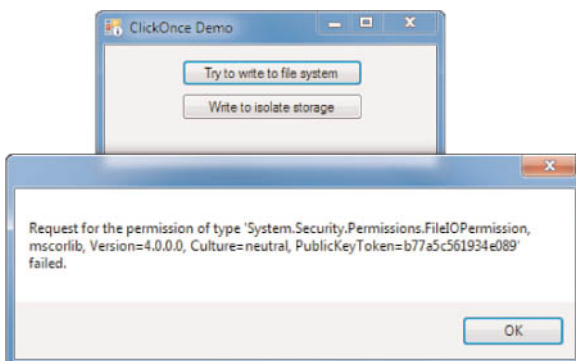 ClickOnce Demo
Try to write to file system
Write to isolate storage
Request for the permission of type 'System.Security.Permissions.FileIOPermission,
mscorlib, Version=4.0.0.0, Culture=neutral, PublicKeyToken=b77a5c561934e089'
failed.
OK